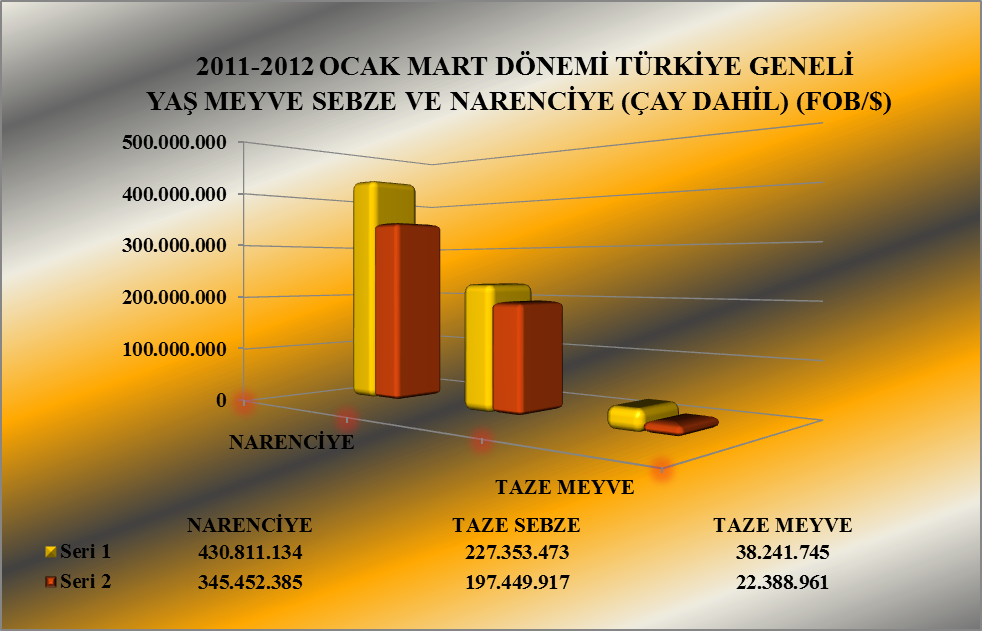 2011-2012 OCAK MART DÖNEMİ TÜRKİYE GENELİ
YAŞ MEYVE SEBZE VE NARENCİYE (ÇAY DAHİL) (FOB/$)
500.000.000
400.000.000
300.000.000
200.000.000
100.000.000
0
NARENCİYE
TAZE MEYVE
NARENCİYE TAZE SEBZE TAZE MEYVE
Seri 1 430.811.134 227.353.473 38.241.745
Seri 2 345.452.385 197.449.917 22.388.961